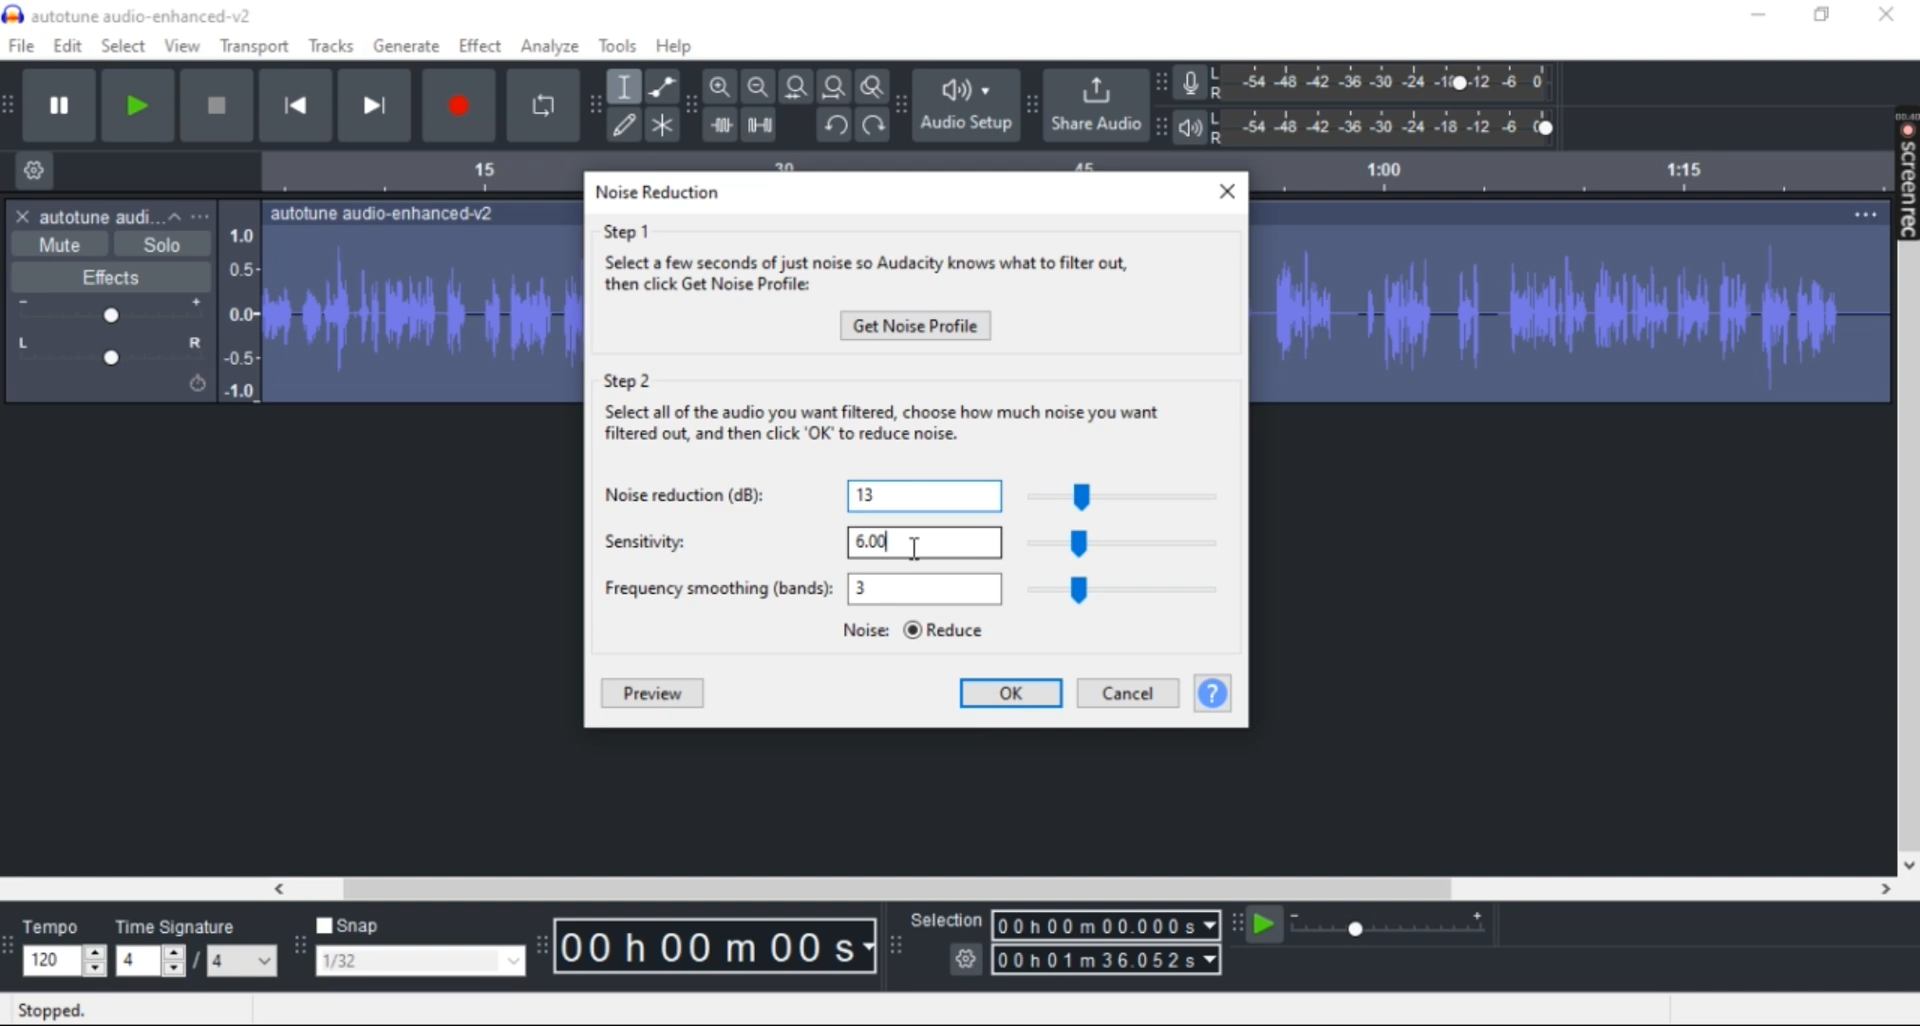 autotune audio-enhanced-v2
File Edit Select View Transport Tracks Generate Effect Analyze Tools Help
Audio Setup
Share Audio
L R -54 -48 -42 -36 -30 -24 -18 -12 -6 0
L R -54 -48 -42 -36 -30 -24 -18 -12 -6 0
15 30 45 1:00 1:15
screenrec
autotune audi...
Mute Solo
Effects
- +
L R
1.0
0.5
0.0
-0.5
-1.0
autotune audio-enhanced-v2
Noise Reduction
Step 1
Select a few seconds of just noise so Audacity knows what to filter out,
then click Get Noise Profile:
Get Noise Profile
Step 2
Select all of the audio you want filtered, choose how much noise you want
filtered out, and then click 'OK' to reduce noise.
Noise reduction (dB): 13
Sensitivity: 6.00
Frequency smoothing (bands): 3
Noise: Reduce
Preview OK Cancel ?
Tempo
120
Time Signature
4 / 4
Snap
1/32
00 h 00 m 00 s
Selection
00 h 00 m 00.000 s
00 h 01 m 36.052 s
- +
Stopped.